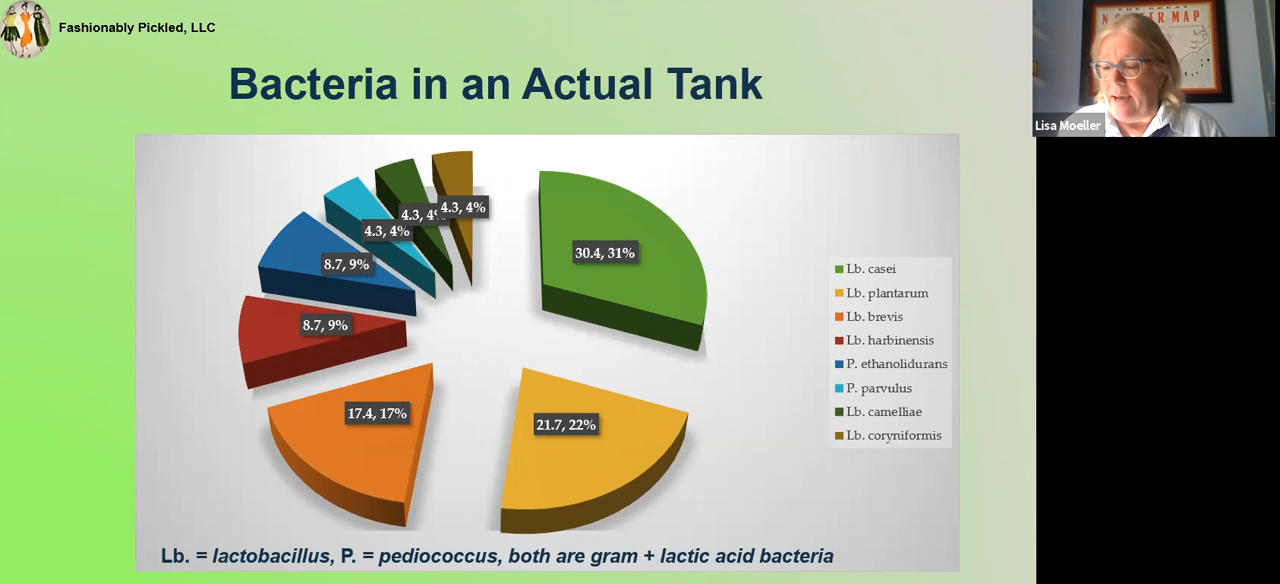 Fashionably Pickled, LLC
Bacteria in an Actual Tank
4.3, 4%
4.3, 4%
4.3, 4%
30.4, 31%
8.7, 9%
8.7, 9%
17.4, 17%
21.7, 22%
Lb. casei
Lb. plantarum
Lb. brevis
Lb. harbinensis
P. ethanolidurans
P. parvulus
Lb. camelliae
Lb. coryniformis
Lb. = lactobacillus, P. = pediococcus, both are gram + lactic acid bacteria
Lisa Moeller